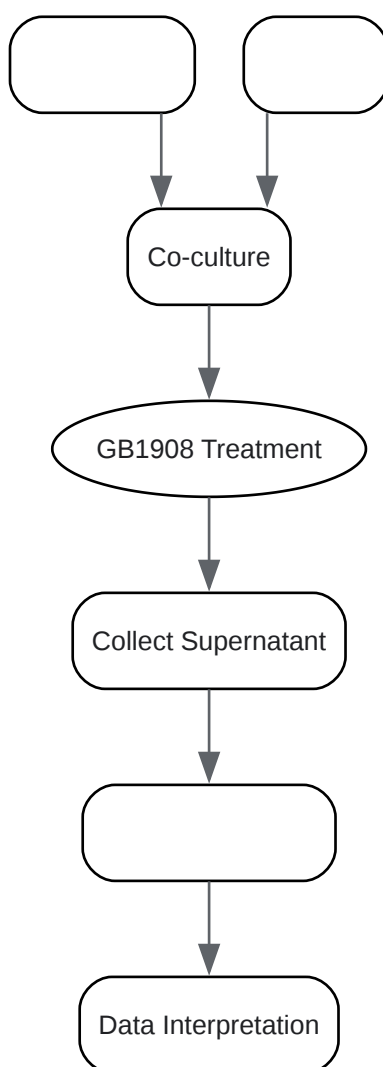 Co-culture
GB1908 Treatment
Collect Supernatant
Data Interpretation